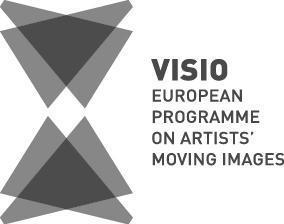 VISIO
EUROPEAN
PROGRAMME
ON ARTISTS'
MOVING IMAGES